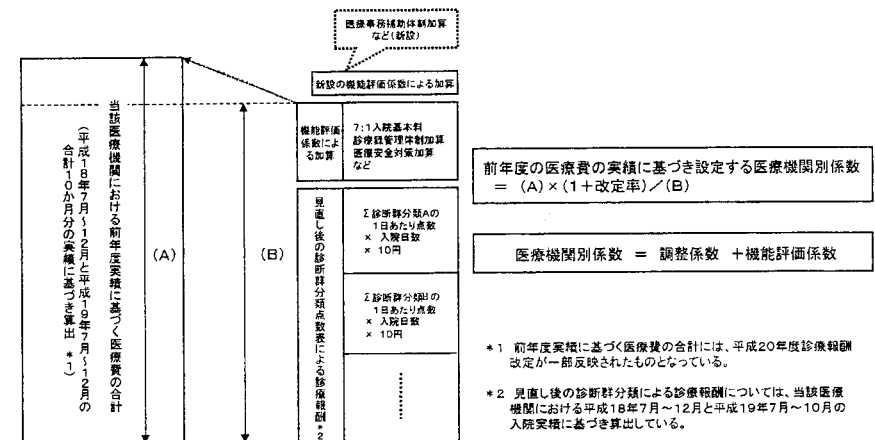 医療事務補助体制加算
など(新設)
新設の機能評価係数による加算
当該医療機関における前年度実績に基づく医療費の合計
(平成18年7月~12月と平成19年7月~12月の
合計10か月分の実績に基づき算出 *1)
(A)
(B)
機能評価
係数によ
る加算
7:1入院基本料
診療録管理体制加算
医療安全対策加算
など
見直し後の診断群分類点数表による診療報酬*2
Σ診断群分類Aの
1日あたり点数
× 入院日数
× 10円
Σ診断群分類Bの
1日あたり点数
× 入院日数
× 10円
前年度の医療費の実績に基づき設定する医療機関別係数
= (A)×(1+改定率)/(B)
医療機関別係数 = 調整係数 +機能評価係数
*1 前年度実績に基づく医療費の合計には、平成20年度診療報酬
改定が一部反映されたものとなっている。
*2 見直し後の診断群分類による診療報酬については、当該医療
機関における平成18年7月~12月と平成19年7月~10月の
入院実績に基づき算出している。